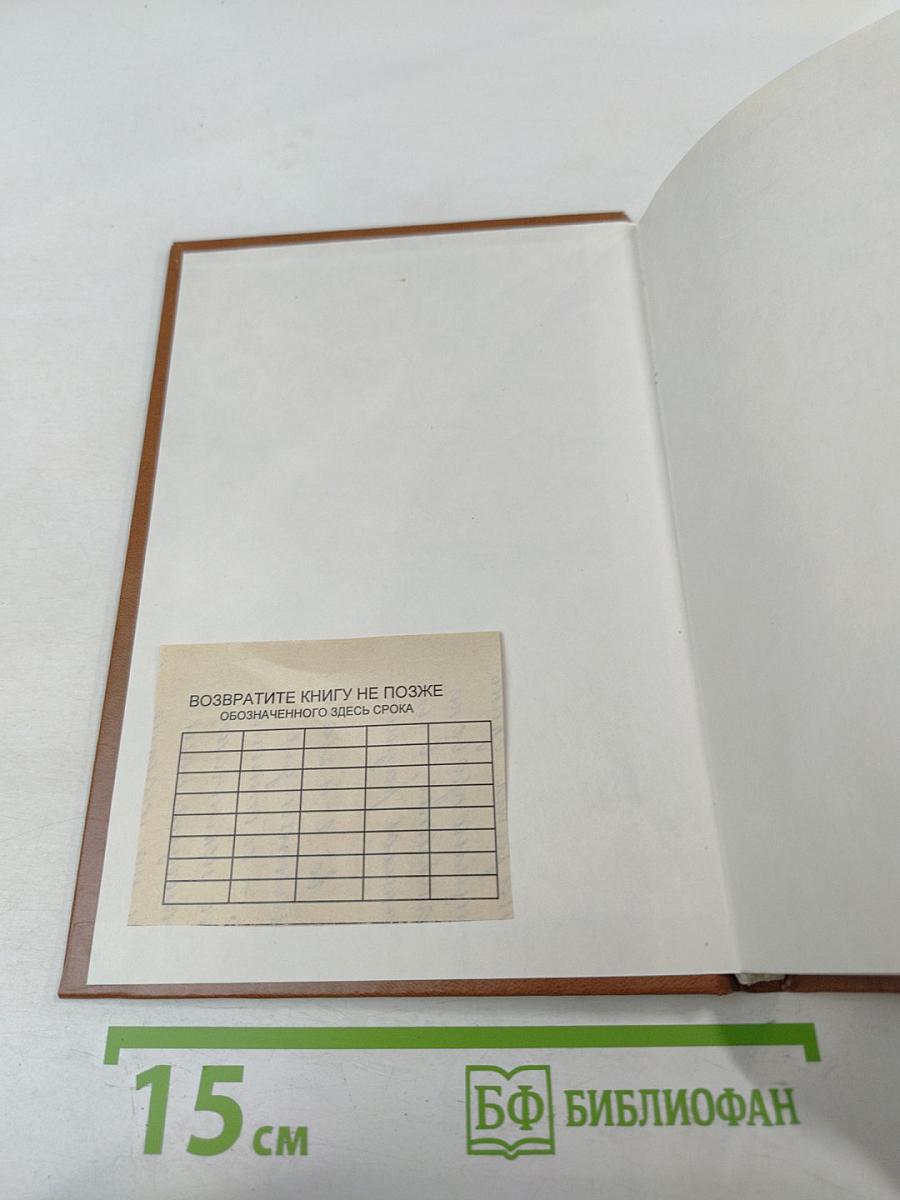 ВОЗВРАТИТЕ КНИГУ НЕ ПОЗЖЕ
ОБОЗНАЧЕННОГО ЗДЕСЬ СРОКА
15 см
БФ БИБЛИОФАН